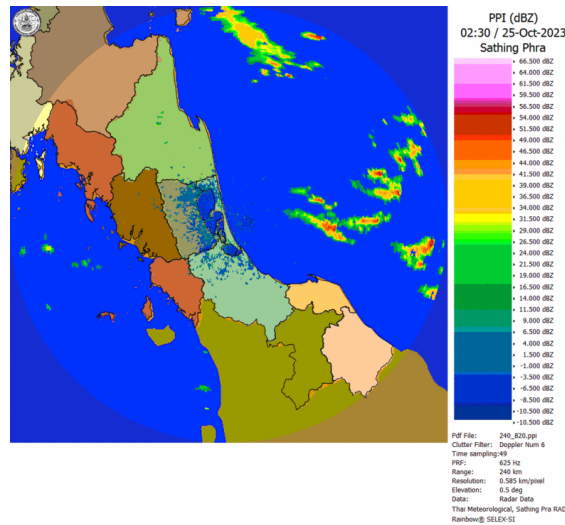 PPI (dBZ)
02:30 / 25-Oct-2023
Sathing Phra
66.500 dBZ
64.000 dBZ
61.500 dBZ
59.500 dBZ
56.500 dBZ
54.000 dBZ
51.500 dBZ
49.000 dBZ
46.500 dBZ
44.000 dBZ
41.500 dBZ
39.000 dBZ
36.500 dBZ
34.000 dBZ
31.500 dBZ
29.000 dBZ
26.500 dBZ
24.000 dBZ
21.500 dBZ
19.000 dBZ
16.500 dBZ
14.000 dBZ
11.500 dBZ
9.000 dBZ
6.500 dBZ
4.000 dBZ
1.500 dBZ
-1.000 dBZ
-3.500 dBZ
-6.500 dBZ
-8.500 dBZ
-10.500 dBZ
-10.500 dBZ
Pdf File: 240_820.ppi
Clutter Filter: Doppler Num 6
Time sampling:49
PRF: 625 Hz
Range: 240 km
Resolution: 0.585 km/pixel
Elevation: 0.5 deg
Data: Radar Data
Thai Meteorological, Sathing Pra RAD
Rainbow® SELEX-SI